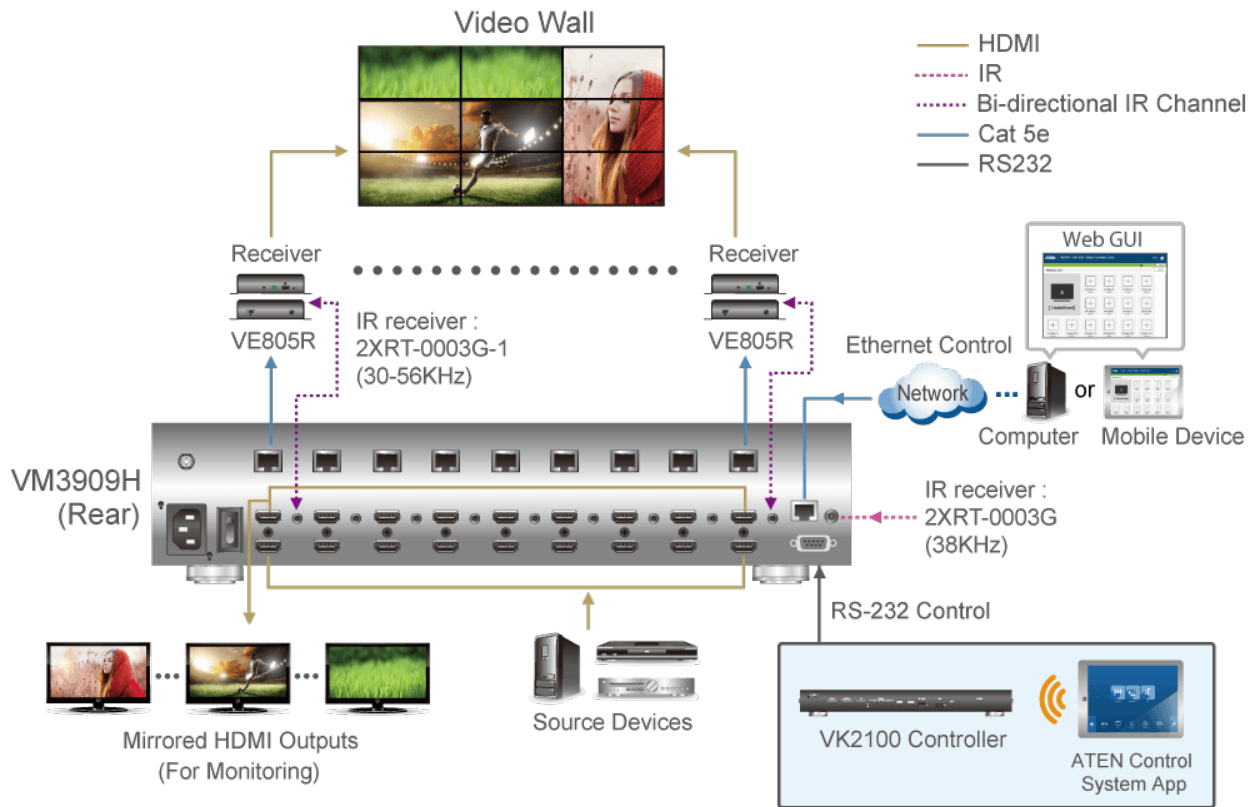 Video Wall
HDMI
IR
Bi-directional IR Channel
Cat 5e
RS232
Receiver
VE805R
IR receiver :
2XRT-0003G-1
(30-56KHz)
Receiver
VE805R
Web GUI
[ Undefined ]
Ethernet Control
Network
or
Computer
Mobile Device
VM3909H
(Rear)
IR receiver :
2XRT-0003G
(38KHz)
RS-232 Control
Mirrored HDMI Outputs
(For Monitoring)
Source Devices
VK2100 Controller
ATEN Control
System App